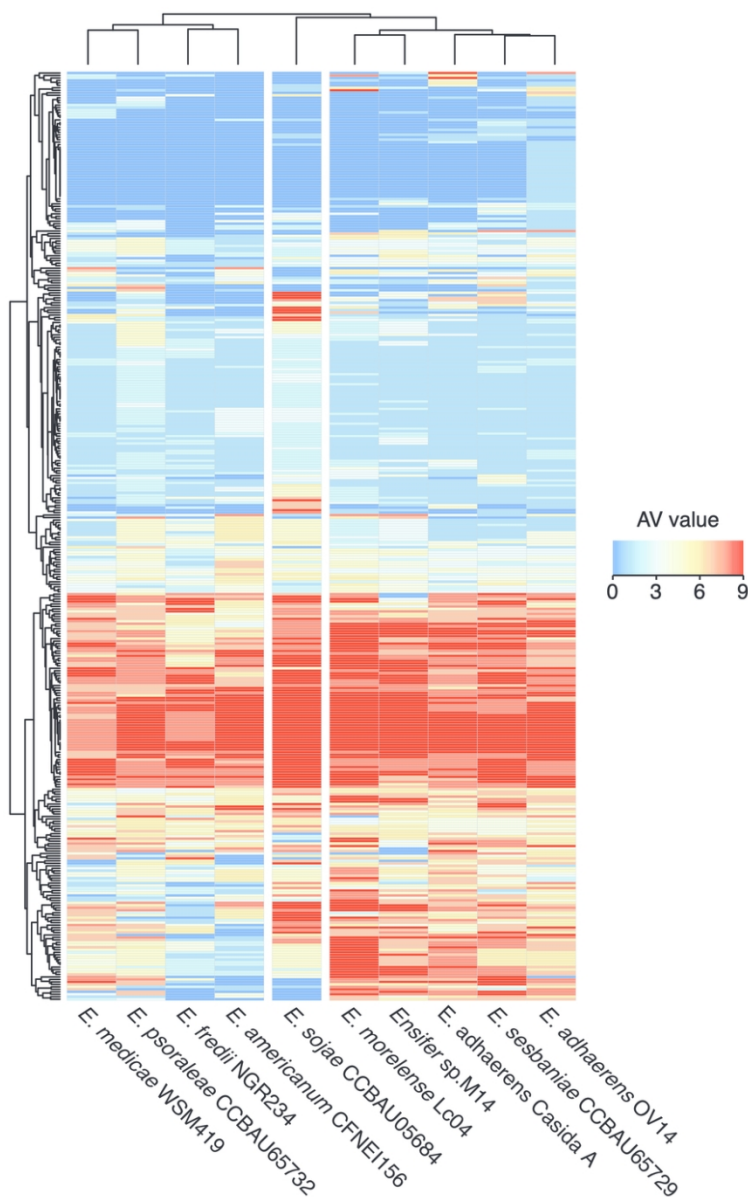 AV value
0 3 6 9
E. medicae WSM419
E. psoraleae CCBAU65732
E. fredii NGR234
E. americanum CFNEI156
E. sojae CCBAU05684
E. morelense Lc04
Ensifer sp.M14
E. adhaerens Casida A
E. sesbaniae CCBAU65729
E. adhaerens OV14